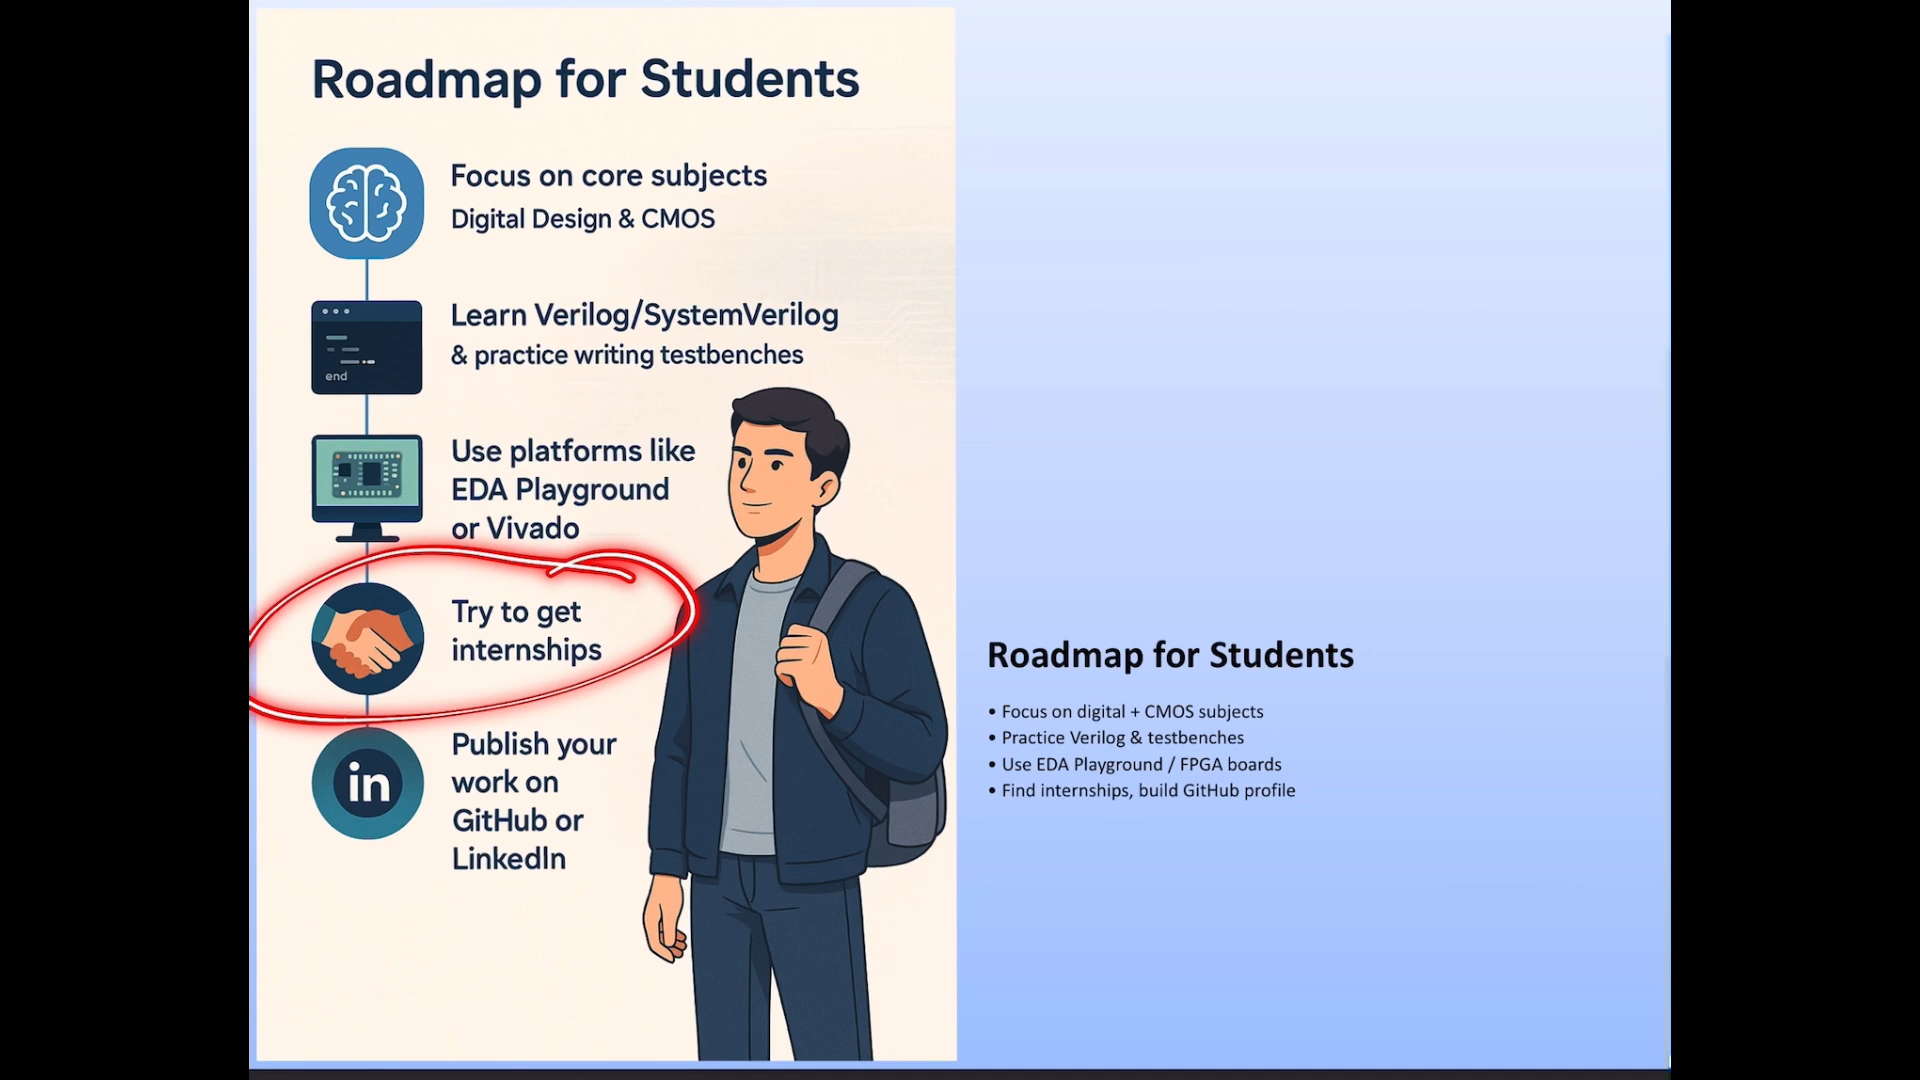 Roadmap for Students
Focus on core subjects
Digital Design & CMOS
end
Learn Verilog/SystemVerilog
& practice writing testbenches
Use platforms like
EDA Playground
or Vivado
Try to get
internships
in
Publish your
work on
GitHub or
LinkedIn
Roadmap for Students
• Focus on digital + CMOS subjects
• Practice Verilog & testbenches
• Use EDA Playground / FPGA boards
• Find internships, build GitHub profile